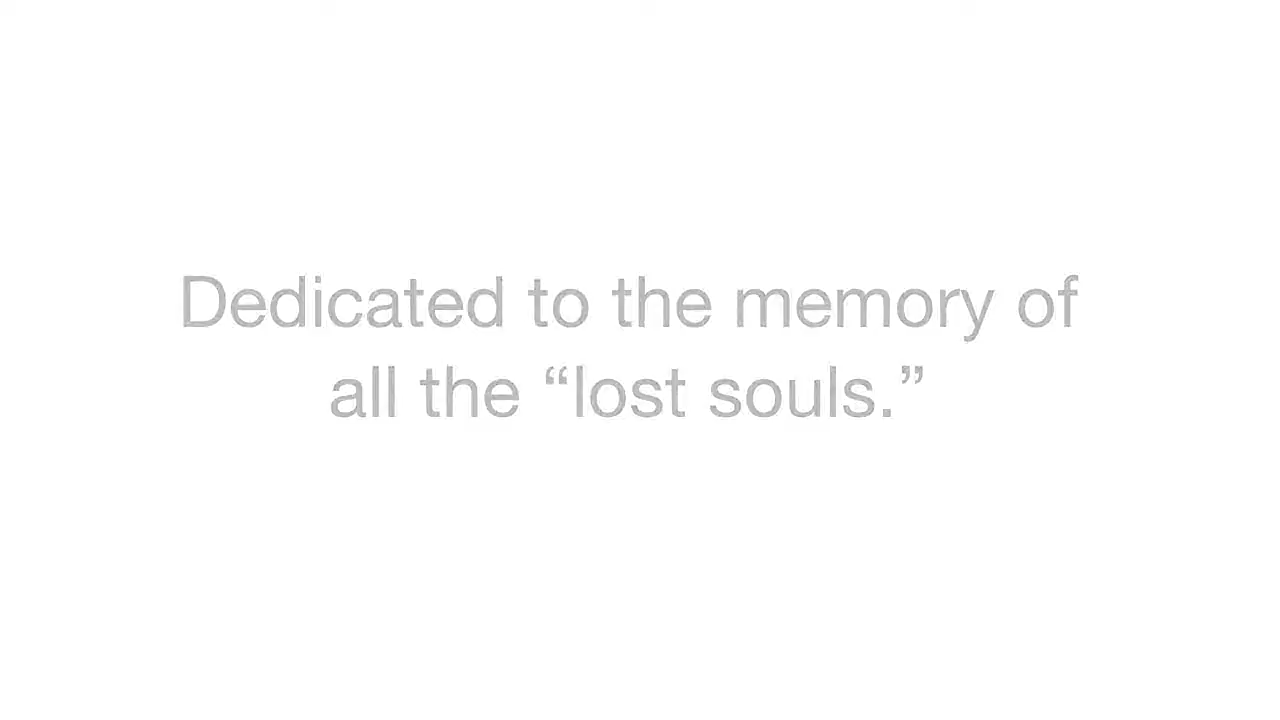 Dedicated to the memory of
all the “lost souls.”